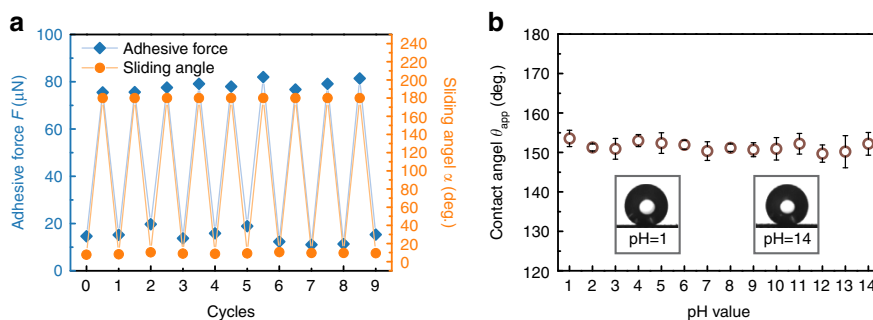 a
Adhesive force F (μN)
100
80
60
40
20
0
Adhesive force
Sliding angle
240
220
200
180
160
140
120
100
80
60
40
20
0
Sliding angel α (deg.)
0 1 2 3 4 5 6 7 8 9
Cycles
b
Contact angel θapp (deg.)
180
170
160
150
140
130
120
pH=1
pH=14
1 2 3 4 5 6 7 8 9 10 11 12 13 14
pH value